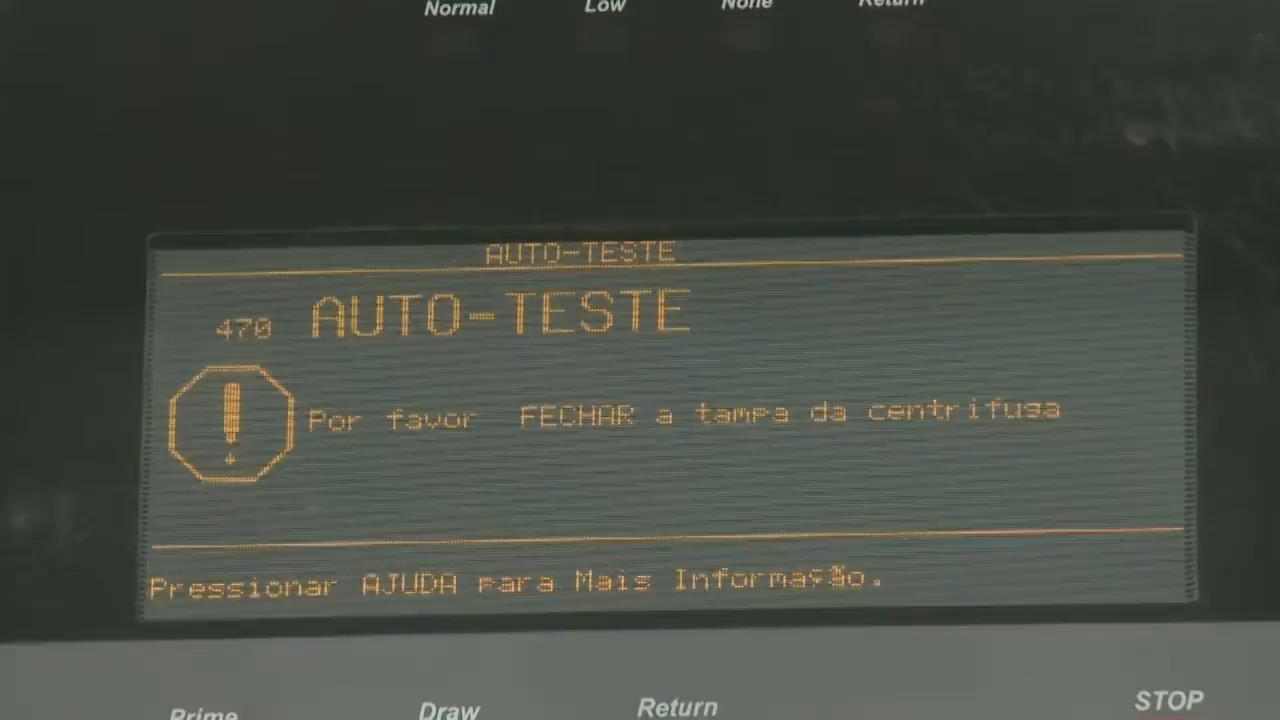 Normal Low None Return
AUTO-TESTE
470 AUTO-TESTE
! Por favor FECHAR a tampa da centrifuga
Pressionar AJUDA para Mais Informação.
Prime Draw Return STOP